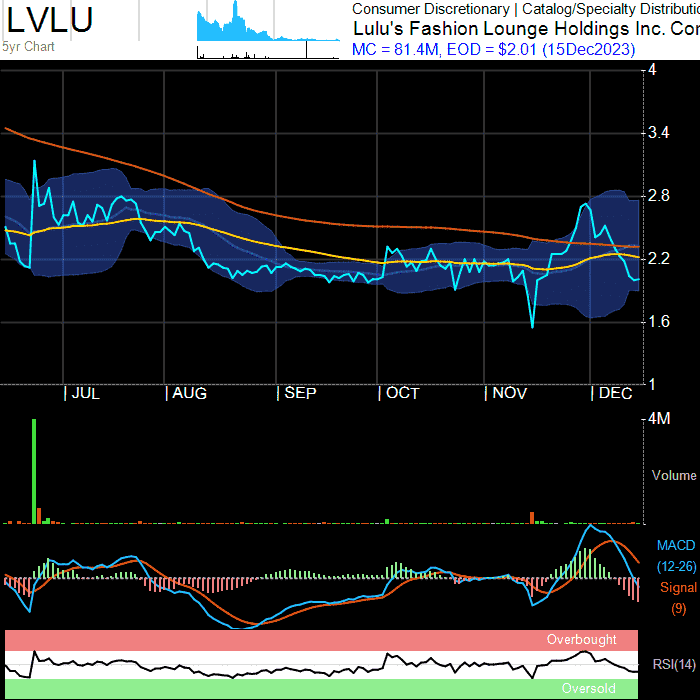 LVLU
5yr Chart
Consumer Discretionary | Catalog/Specialty Distributio
Lulu's Fashion Lounge Holdings Inc. Cor
MC = 81.4M, EOD = $2.01 (15Dec2023)
4
3.4
2.8
2.2
1.6
1
| JUL | AUG | SEP | OCT | NOV | DEC
4M
Volume
MACD
(12-26)
Signal
(9)
Overbought
RSI(14)
Oversold